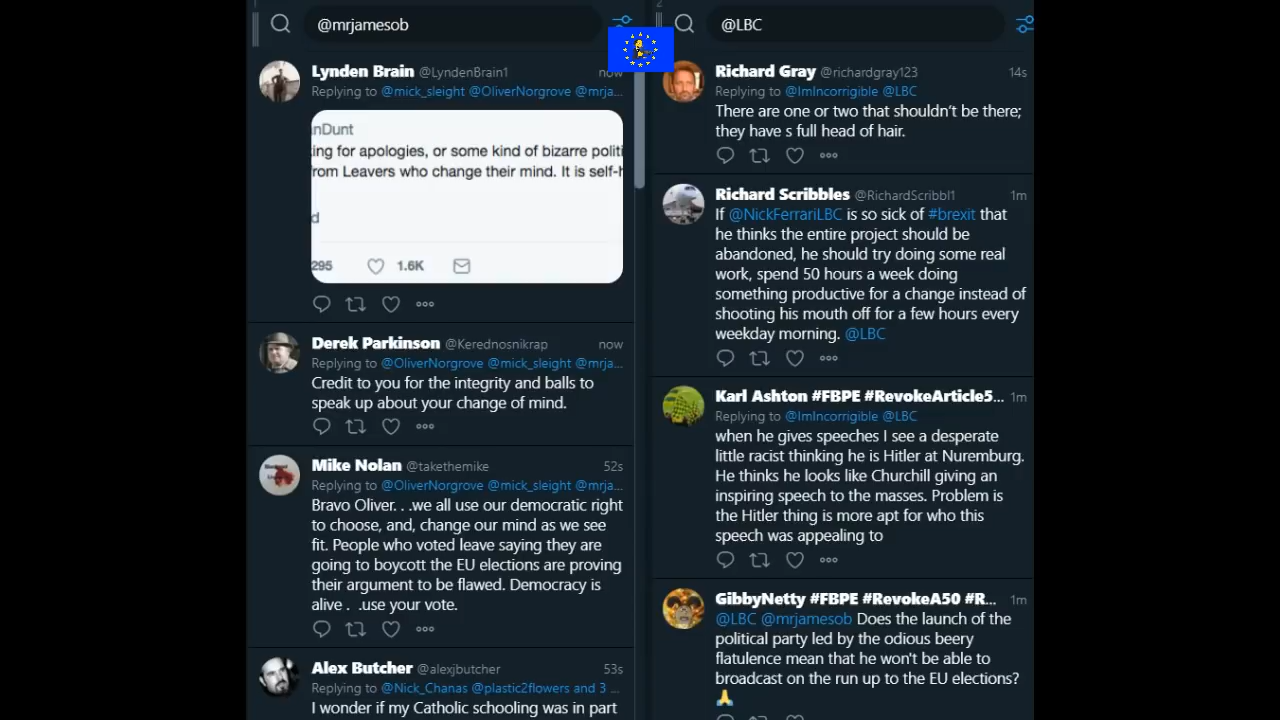 1
@mrjamesob
Lynden Brain @LyndenBrain1 now
Replying to @mick_sleight @OliverNorgrove @mrja...
nDunt
ing for apologies, or some kind of bizarre politi
from Leavers who change their mind. It is self-h
d
295 1.6K
Derek Parkinson @Kerednosnikrap now
Replying to @OliverNorgrove @mick_sleight @mrja...
Credit to you for the integrity and balls to
speak up about your change of mind.
Mike Nolan @takethemike 52s
Replying to @OliverNorgrove @mick_sleight @mrja...
Bravo Oliver. . .we all use our democratic right
to choose, and, change our mind as we see
fit. People who voted leave saying they are
going to boycott the EU elections are proving
their argument to be flawed. Democracy is
alive . .use your vote.
Alex Butcher @alexjbutcher 53s
Replying to @Nick_Chanas @plastic2flowers and 3 ...
I wonder if my Catholic schooling was in part
2
@LBC
Richard Gray @richardgray123 14s
Replying to @ImIncorrigible @LBC
There are one or two that shouldn't be there;
they have s full head of hair.
Richard Scribbles @RichardScribbl1 1m
If @NickFerrariLBC is so sick of #brexit that
he thinks the entire project should be
abandoned, he should try doing some real
work, spend 50 hours a week doing
something productive for a change instead of
shooting his mouth off for a few hours every
weekday morning. @LBC
Karl Ashton #FBPE #RevokeArticle5... 1m
Replying to @ImIncorrigible @LBC
when he gives speeches I see a desperate
little racist thinking he is Hitler at Nuremburg.
He thinks he looks like Churchill giving an
inspiring speech to the masses. Problem is
the Hitler thing is more apt for who this
speech was appealing to
GibbyNetty #FBPE #RevokeA50 #R... 1m
@LBC @mrjamesob Does the launch of the
political party led by the odious beery
flatulence mean that he won't be able to
broadcast on the run up to the EU elections?
🙏